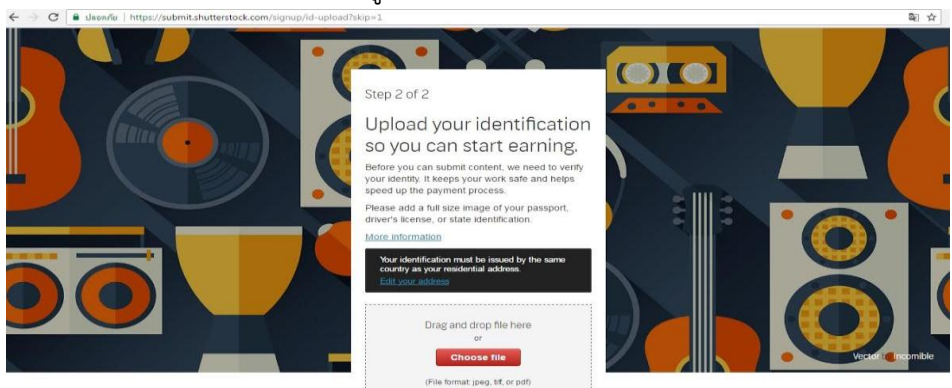 ปลอดภัย | https://submit.shutterstock.com/signup/id-upload?skip=1
Step 2 of 2
Upload your identification
so you can start earning.
Before you can submit content, we need to verify
your identity. It keeps your work safe and helps
speed up the payment process.
Please add a full size image of your passport,
driver's license, or state identification.
More information
Your identification must be issued by the same
country as your residential address.
Edit your address
Drag and drop file here
or
Choose file
(File format: jpeg, tif, or pdf)
Vector by Incomible